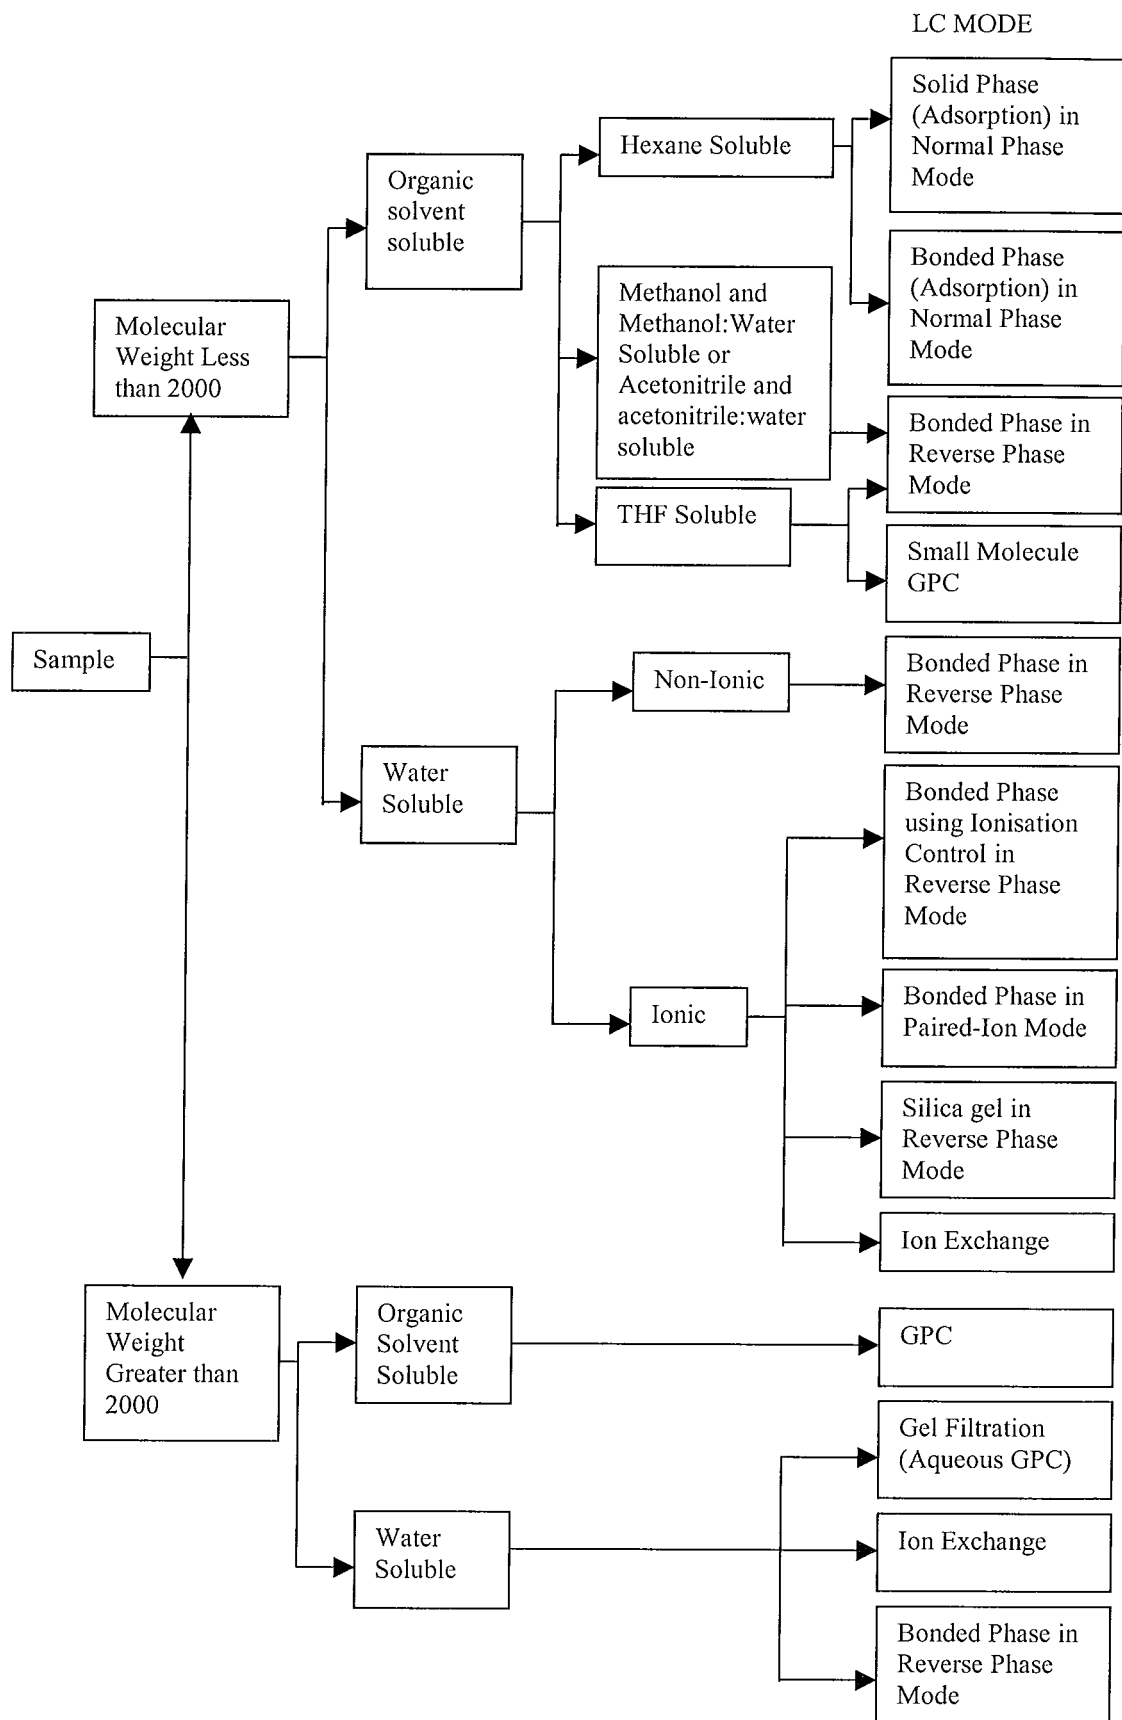 LC MODE
Solid Phase
(Adsorption) in
Normal Phase
Mode
Hexane Soluble
Organic
solvent
soluble
Bonded Phase
(Adsorption) in
Normal Phase
Mode
Methanol and
Methanol:Water
Soluble or
Acetonitrile and
acetonitrile:water
soluble
Molecular
Weight Less
than 2000
Bonded Phase in
Reverse Phase
Mode
THF Soluble
Small Molecule
GPC
Sample
Non-Ionic
Bonded Phase in
Reverse Phase
Mode
Water
Soluble
Bonded Phase
using Ionisation
Control in
Reverse Phase
Mode
Ionic
Bonded Phase in
Paired-Ion Mode
Silica gel in
Reverse Phase
Mode
Ion Exchange
Molecular
Weight
Greater than
2000
Organic
Solvent
Soluble
GPC
Gel Filtration
(Aqueous GPC)
Water
Soluble
Ion Exchange
Bonded Phase in
Reverse Phase
Mode